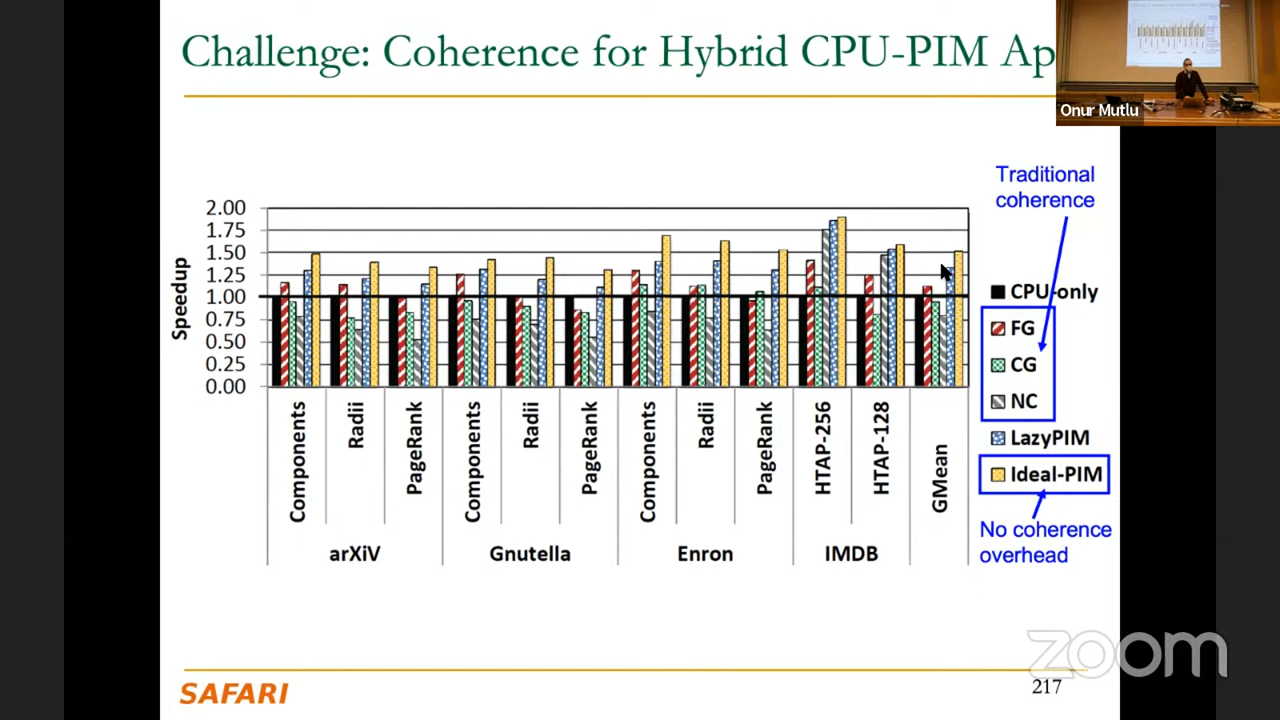 Challenge: Coherence for Hybrid CPU-PIM Ap
Onur Mutlu
Traditional
coherence
2.00
1.75
1.50
1.25
1.00
0.75
0.50
0.25
0.00
Speedup
CPU-only
FG
CG
NC
LazyPIM
Ideal-PIM
No coherence
overhead
Components
Radii
PageRank
Components
Radii
PageRank
Components
Radii
PageRank
HTAP-256
HTAP-128
GMean
arXiV
Gnutella
Enron
IMDB
zoom
SAFARI
217